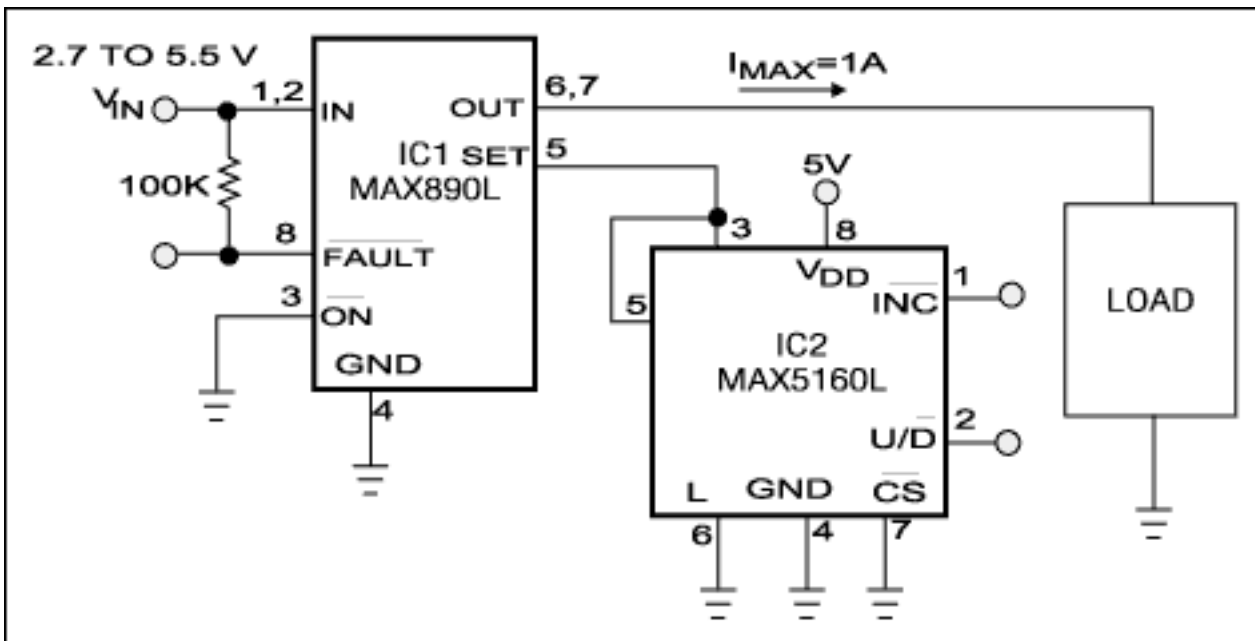 2.7 TO 5.5 V
VIN
1,2
IN
OUT
6,7
IMAX=1A
IC1
MAX890L
SET
5
100K
8
FAULT
3
ON
GND
4
5V
3
8
VDD
5
1
INC
IC2
MAX5160L
2
U/D
L
GND
CS
6
4
7
LOAD